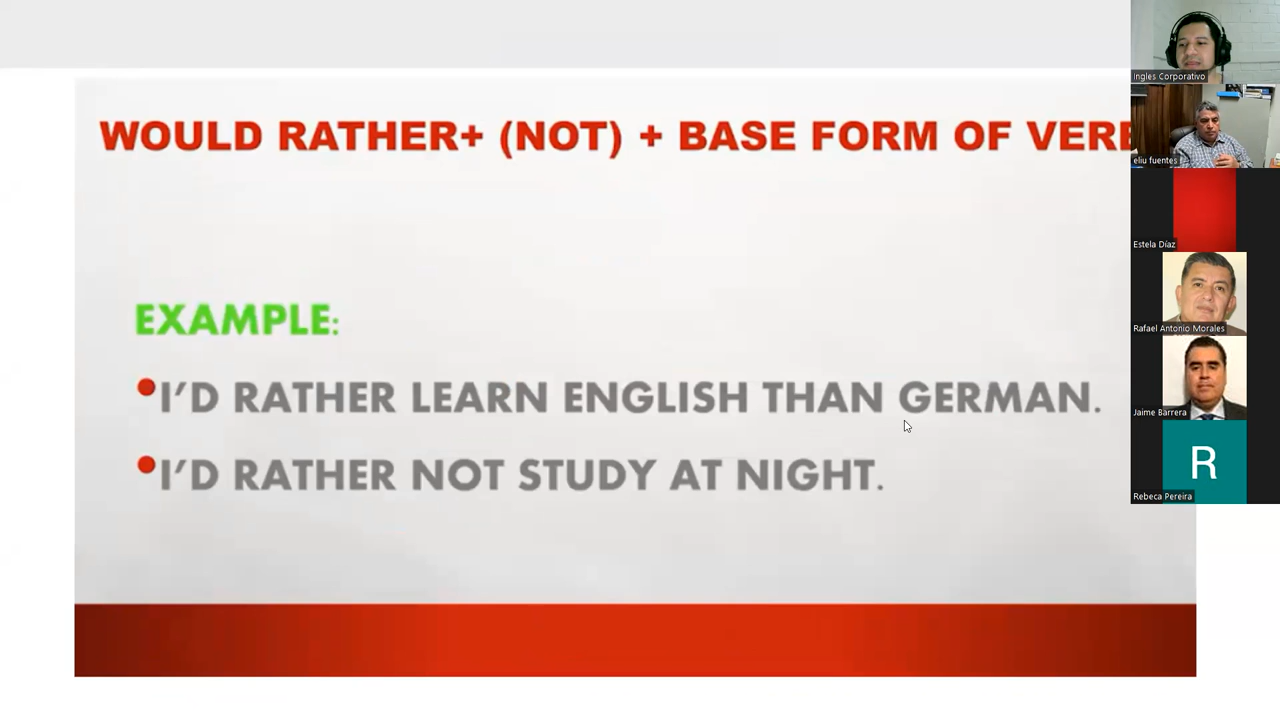 WOULD RATHER+ (NOT) + BASE FORM OF VERB
EXAMPLE:
•I'D RATHER LEARN ENGLISH THAN GERMAN.
•I'D RATHER NOT STUDY AT NIGHT.
Ingles Corporativo
eliu fuentes
Estela Díaz
Rafael Antonio Morales
Jaime Barrera
R
Rebeca Pereira